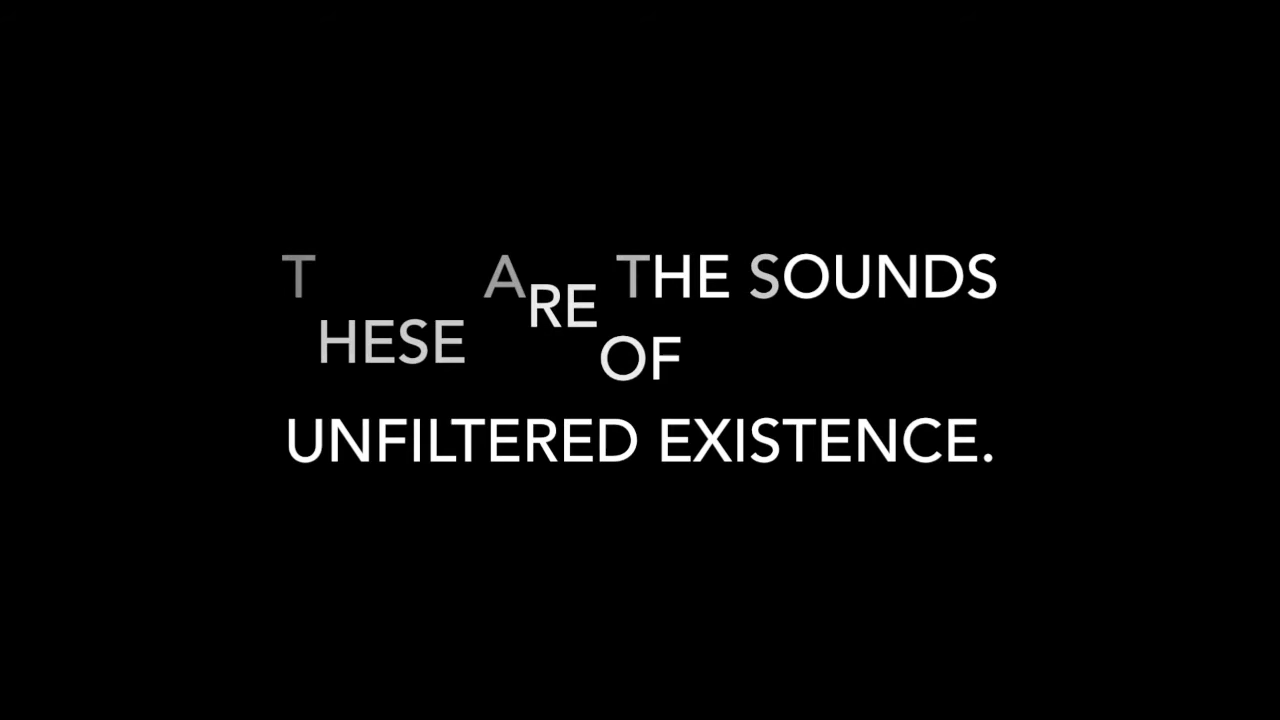 THESE ARE THE SOUNDS
OF
UNFILTERED EXISTENCE.